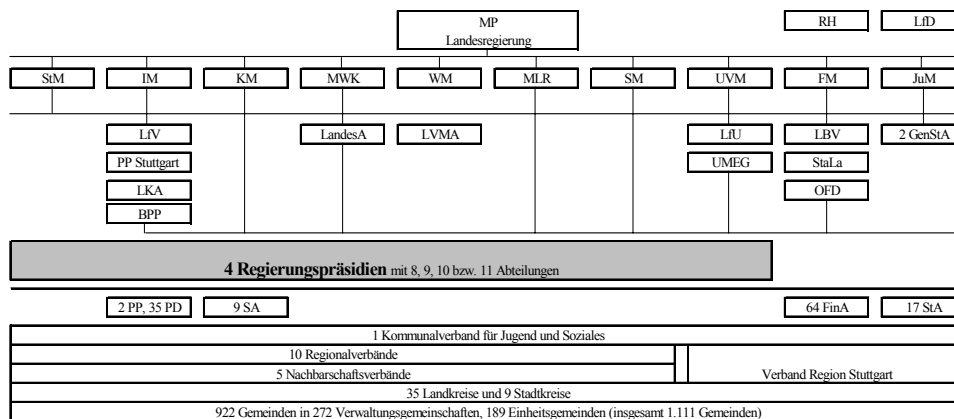 MP
Landesregierung
RH
LfD
StM
IM
KM
MWK
WM
MLR
SM
UVM
FM
JuM
LfV
LandesA
LVMA
LfU
LBV
2 GenStA
PP Stuttgart
UMEG
StaLa
LKA
OFD
BPP
4 Regierungspräsidien mit 8, 9, 10 bzw. 11 Abteilungen
2 PP, 35 PD
9 SA
64 FinA
17 StA
1 Kommunalverband für Jugend und Soziales
10 Regionalverbände
5 Nachbarschaftsverbände
Verband Region Stuttgart
35 Landkreise und 9 Stadtkreise
922 Gemeinden in 272 Verwaltungsgemeinschaften, 189 Einheitsgemeinden (insgesamt 1.111 Gemeinden)